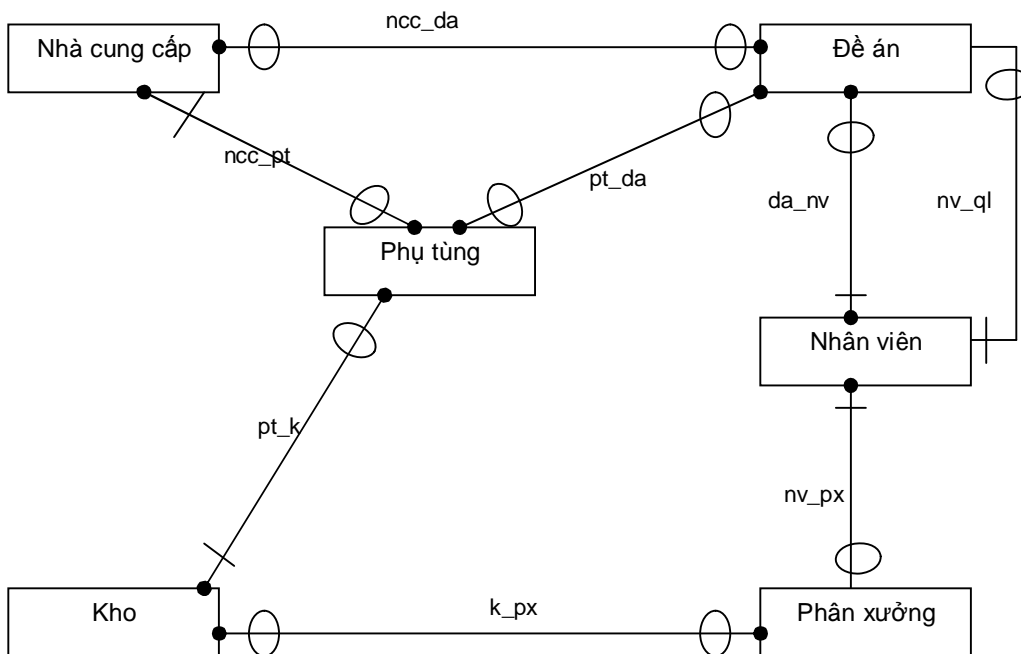 ncc_da
Nhà cung cấp
Đề án
ncc_pt
pt_da
da_nv
nv_ql
Phụ tùng
Nhân viên
pt_k
nv_px
k_px
Kho
Phân xưởng